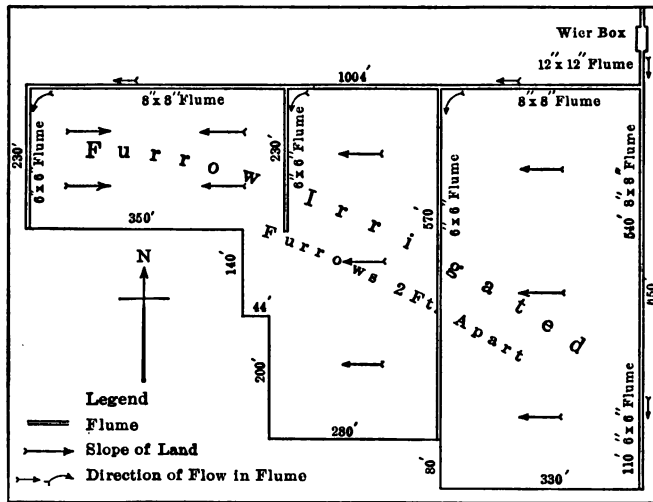 Wier Box
12"x 12" Flume
1004'
8"x 8" Flume
8"x 8" Flume
230'
6"x 6" Flume
230'
6"x 6" Flume
570'
6"x 6" Flume
540' 8"x 8" Flume
650'
Furrow Irrigated
Furrows 2 Ft. Apart
350'
140'
44'
200'
280'
80'
330'
110' 6"x 6" Flume
N
Legend
Flume
Slope of Land
Direction of Flow in Flume